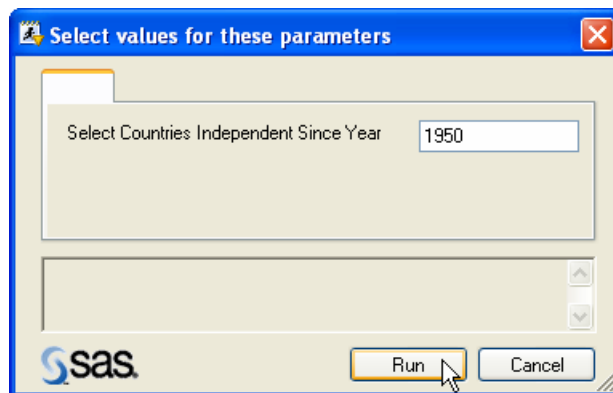 Select values for these parameters
Select Countries Independent Since Year 1950
sas.
Run Cancel